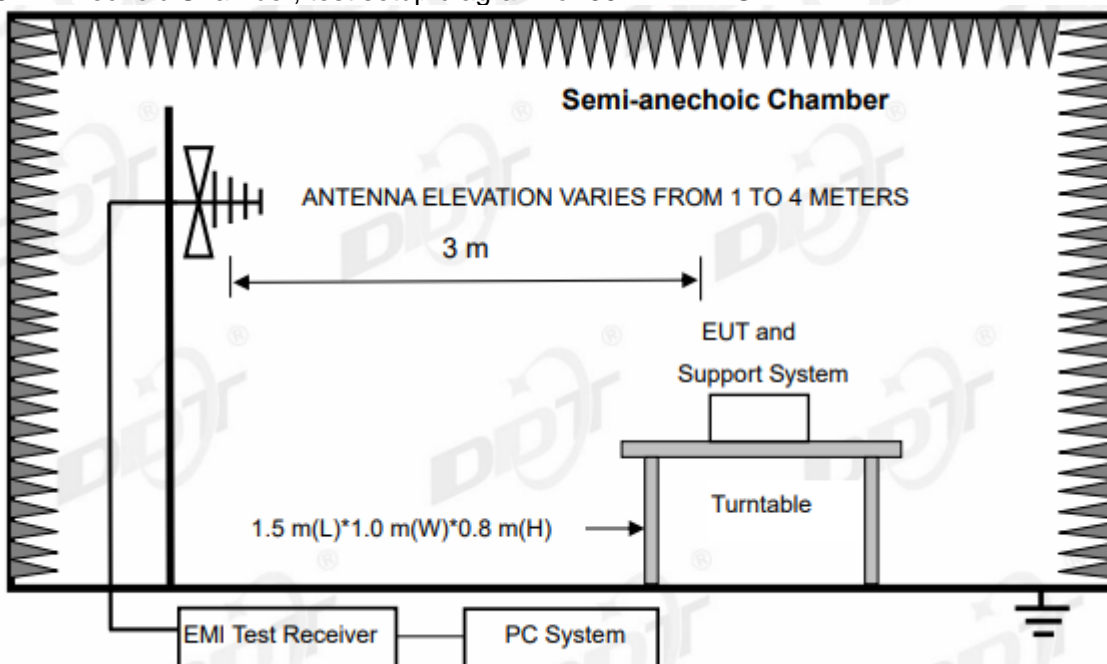 Semi-anechoic Chamber
ANTENNA ELEVATION VARIES FROM 1 TO 4 METERS
3 m
EUT and
Support System
Turntable
1.5 m(L)*1.0 m(W)*0.8 m(H)
EMI Test Receiver
PC System
DDT
®